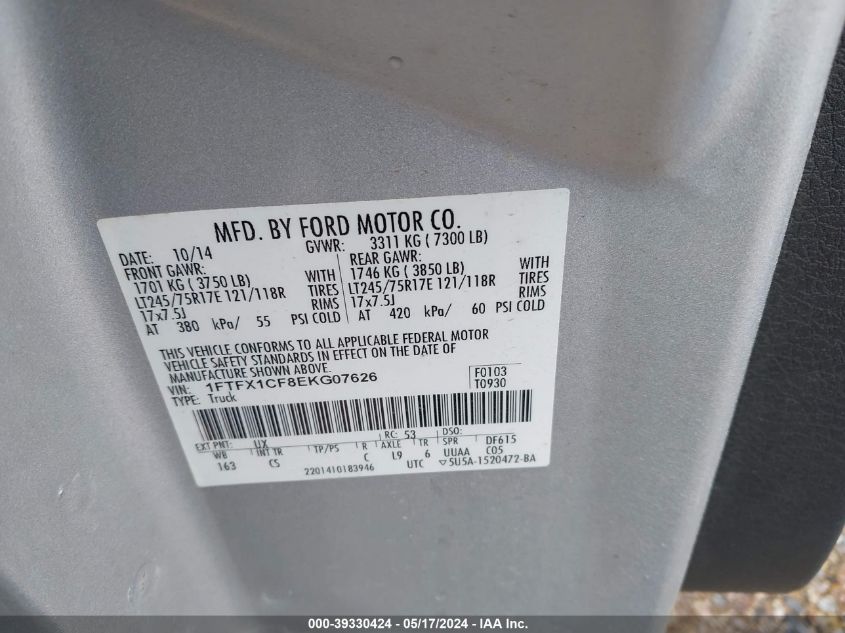 MFD. BY FORD MOTOR CO.
DATE: 10/14 GVWR: 3311 KG ( 7300 LB)
FRONT GAWR: REAR GAWR:
1701 KG ( 3750 LB) WITH 1746 KG ( 3850 LB) WITH
LT245/75R17E 121/118R TIRES LT245/75R17E 121/118R TIRES
17x7.5J RIMS 17x7.5J RIMS
AT 380 kPa/ 55 PSI COLD AT 420 kPa/ 60 PSI COLD
THIS VEHICLE CONFORMS TO ALL APPLICABLE FEDERAL MOTOR
VEHICLE SAFETY STANDARDS IN EFFECT ON THE DATE OF
MANUFACTURE SHOWN ABOVE.
VIN: 1FTFX1CF8EKG07626 F0103
TYPE: Truck T0930
EXT PNT: UX RC: 53 DSO:
WB INT TR TP/PS R AXLE TR SPR DF615
163 CS C L9 6 UUAA C05
2201410183946 UTC ▽5U5A-1520472-BA
000-39330424 - 05/17/2024 - IAA Inc.